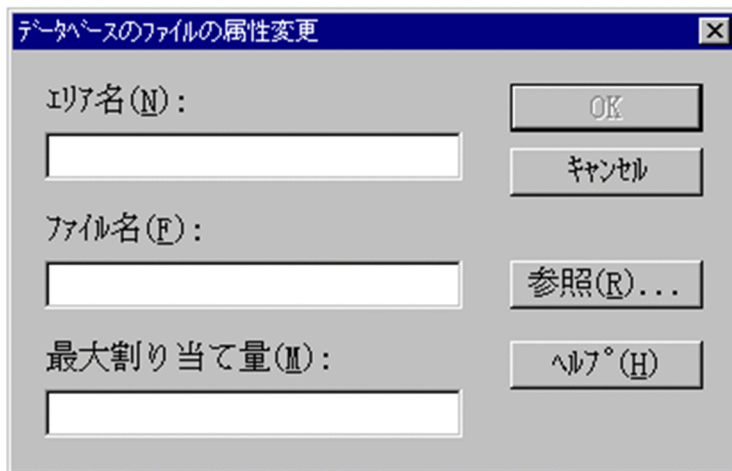 ﾃﾞｰﾀﾍﾞｰｽのﾌｧｲﾙの属性変更
ｴﾘｱ名(N)：
OK
ｷｬﾝｾﾙ
ﾌｧｲﾙ名(F)：
参照(R)...
最大割り当て量(M)：
ﾍﾙﾌﾟ(H)